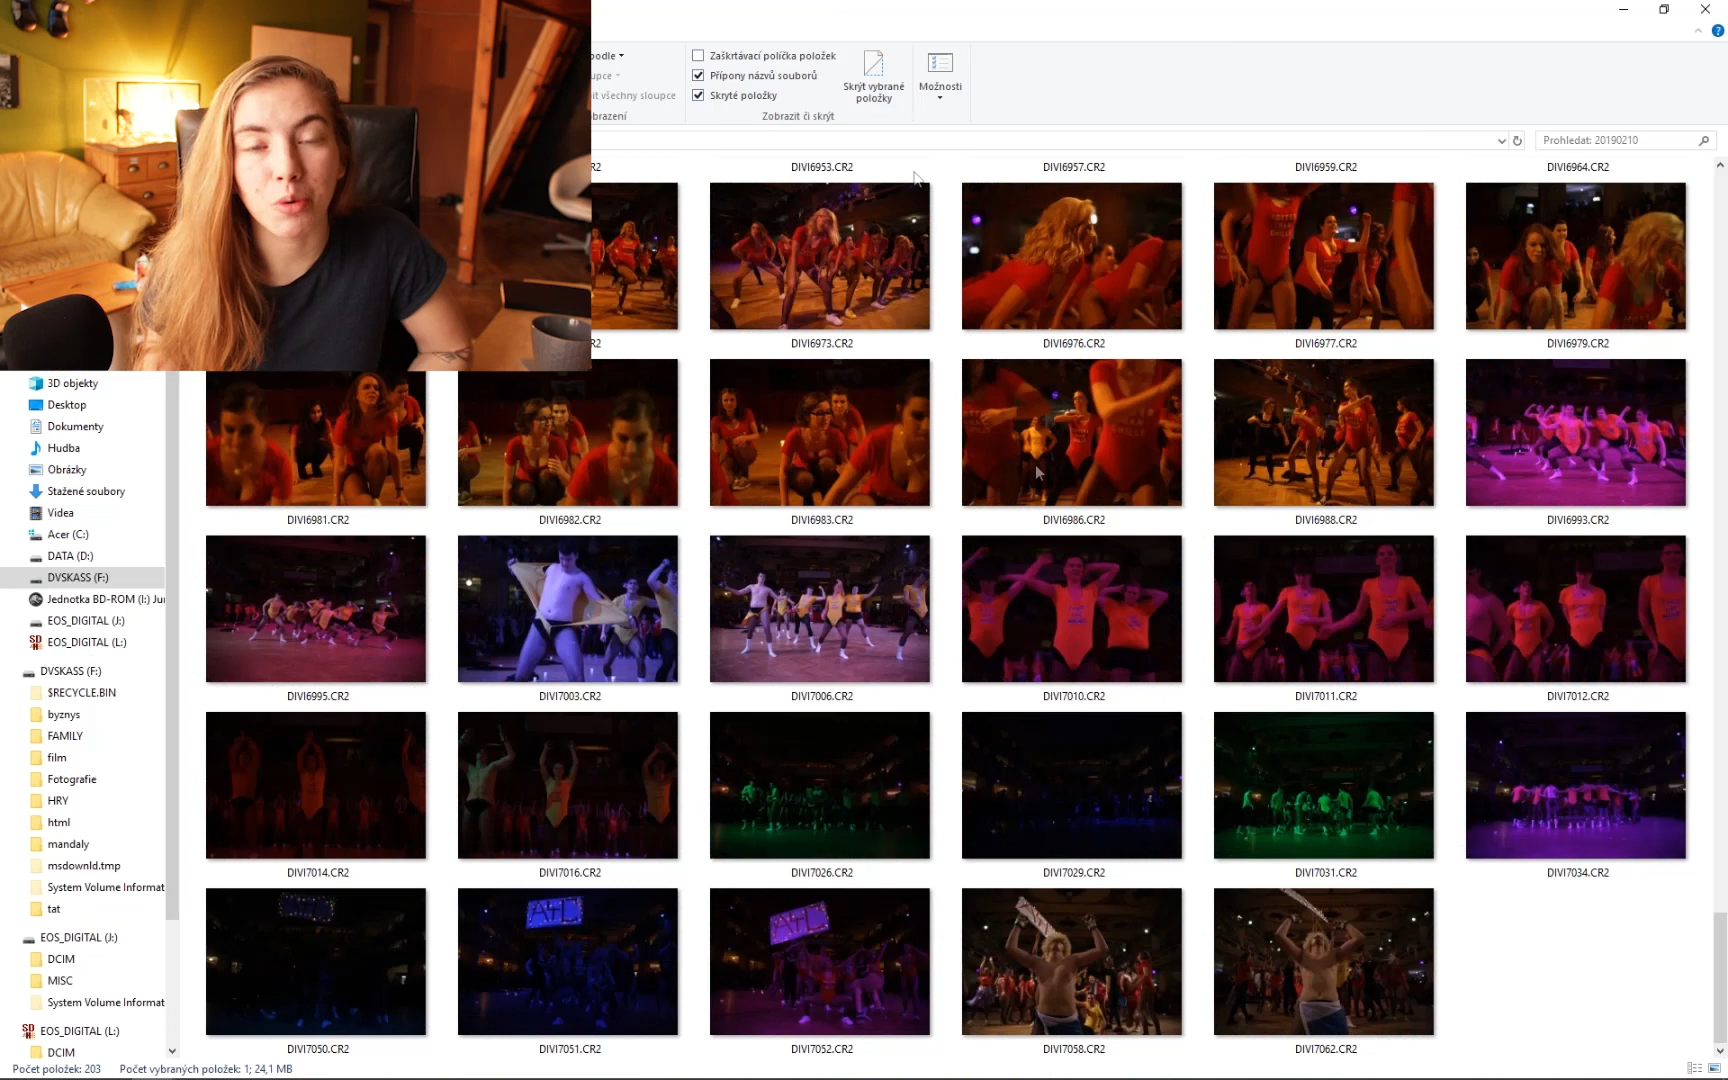 podle
Zaškrtávací políčka položek
Přípony názvů souborů
it všechny sloupce
Skryté položky
Skrýt vybrané
položky
Možnosti
Zobrazit či skrýt
Prohledat: 20190210
DIVI6953.CR2
DIVI6957.CR2
DIVI6959.CR2
DIVI6964.CR2
DIVI6973.CR2
DIVI6976.CR2
DIVI6977.CR2
DIVI6979.CR2
3D objekty
Desktop
Dokumenty
Hudba
Obrázky
Stažené soubory
Videa
Acer (C:)
DATA (D:)
DVSKASS (F:)
Jednotka BD-ROM (I:) Ju
EOS_DIGITAL (J:)
EOS_DIGITAL (L:)
DVSKASS (F:)
$RECYCLE.BIN
byznys
FAMILY
film
Fotografie
HRY
html
mandaly
msdownld.tmp
System Volume Informat
tat
EOS_DIGITAL (J:)
DCIM
MISC
System Volume Informat
EOS_DIGITAL (L:)
DCIM
DIVI6981.CR2
DIVI6982.CR2
DIVI6983.CR2
DIVI6986.CR2
DIVI6988.CR2
DIVI6993.CR2
DIVI6995.CR2
DIVI7003.CR2
DIVI7006.CR2
DIVI7010.CR2
DIVI7011.CR2
DIVI7012.CR2
DIVI7014.CR2
DIVI7016.CR2
DIVI7026.CR2
DIVI7029.CR2
DIVI7031.CR2
DIVI7034.CR2
DIVI7050.CR2
DIVI7051.CR2
DIVI7052.CR2
DIVI7058.CR2
DIVI7062.CR2
Počet položek: 203
Počet vybraných položek: 1; 24,1 MB